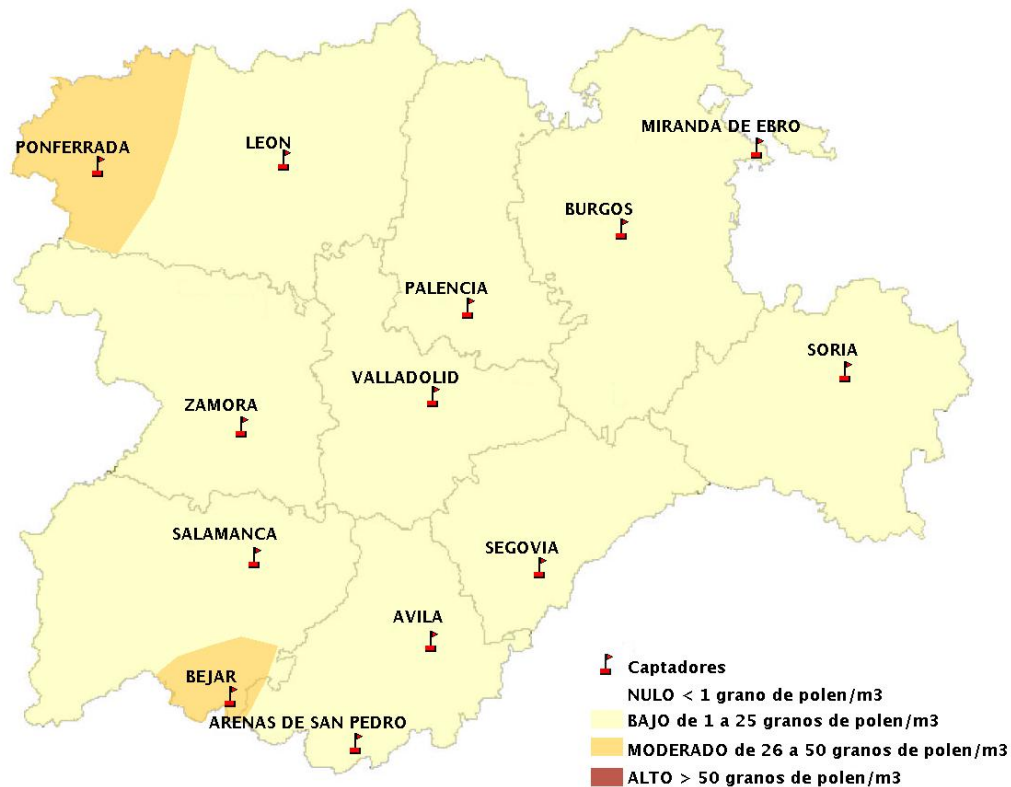 MIRANDA DE EBRO
PONFERRADA
LEON
BURGOS
PALENCIA
SORIA
VALLADOLID
ZAMORA
SALAMANCA
SEGOVIA
AVILA
BEJAR
ARENAS DE SAN PEDRO
Captadores
NULO < 1 grano de polen/m3
BAJO de 1 a 25 granos de polen/m3
MODERADO de 26 a 50 granos de polen/m3
ALTO > 50 granos de polen/m3